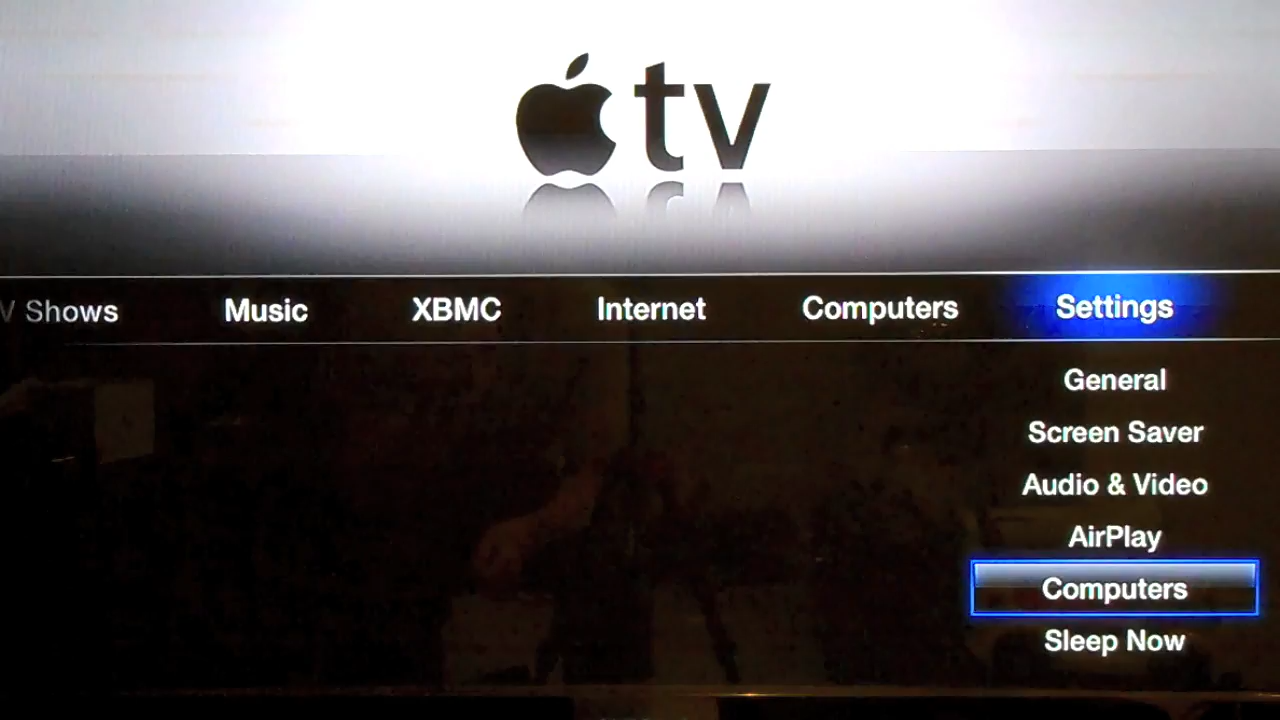 tv
V Shows Music XBMC Internet Computers Settings
General
Screen Saver
Audio & Video
AirPlay
Computers
Sleep Now